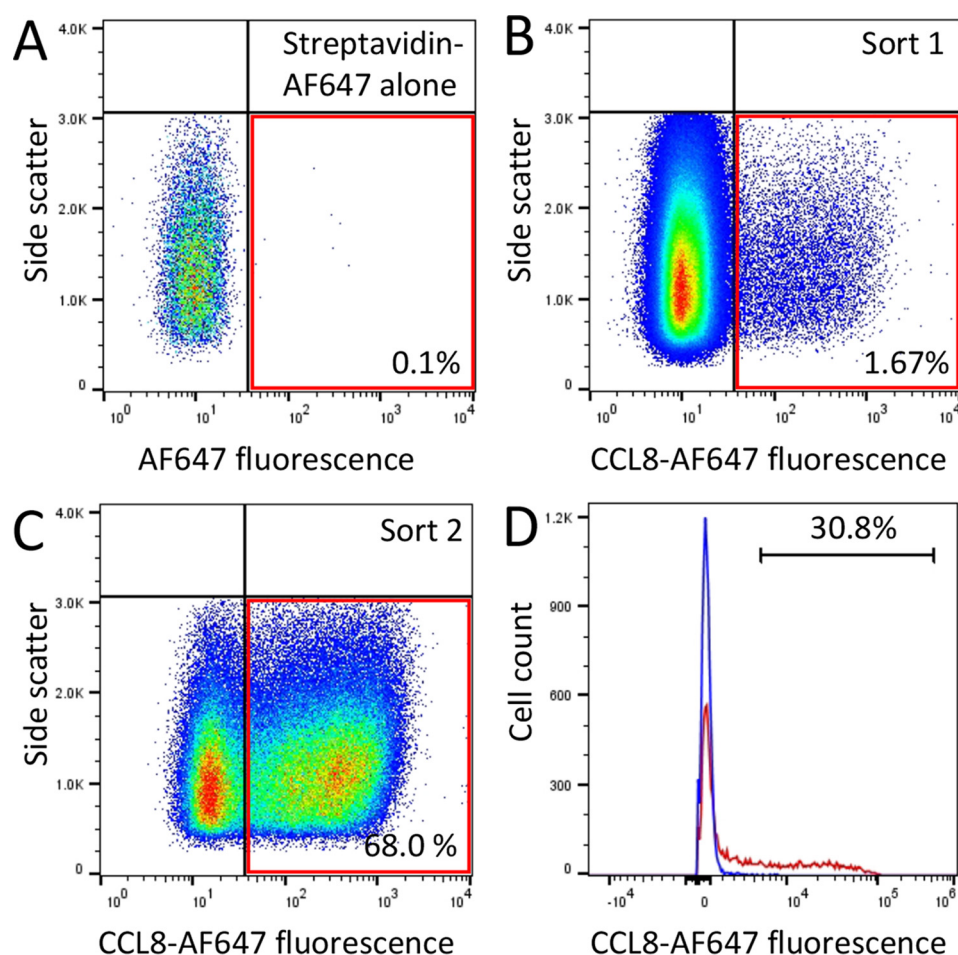 A
Streptavidin-
AF647 alone
4.0K
3.0K
2.0K
1.0K
0
Side scatter
0.1%
10^0 10^1 10^2 10^3 10^4
AF647 fluorescence
B
Sort 1
4.0K
3.0K
2.0K
1.0K
0
Side scatter
1.67%
10^0 10^1 10^2 10^3 10^4
CCL8-AF647 fluorescence
C
Sort 2
4.0K
3.0K
2.0K
1.0K
0
Side scatter
68.0 %
10^0 10^1 10^2 10^3 10^4
CCL8-AF647 fluorescence
D
30.8%
1.2K
900
600
300
0
Cell count
-10^4 0 10^4 10^5 10^6
CCL8-AF647 fluorescence